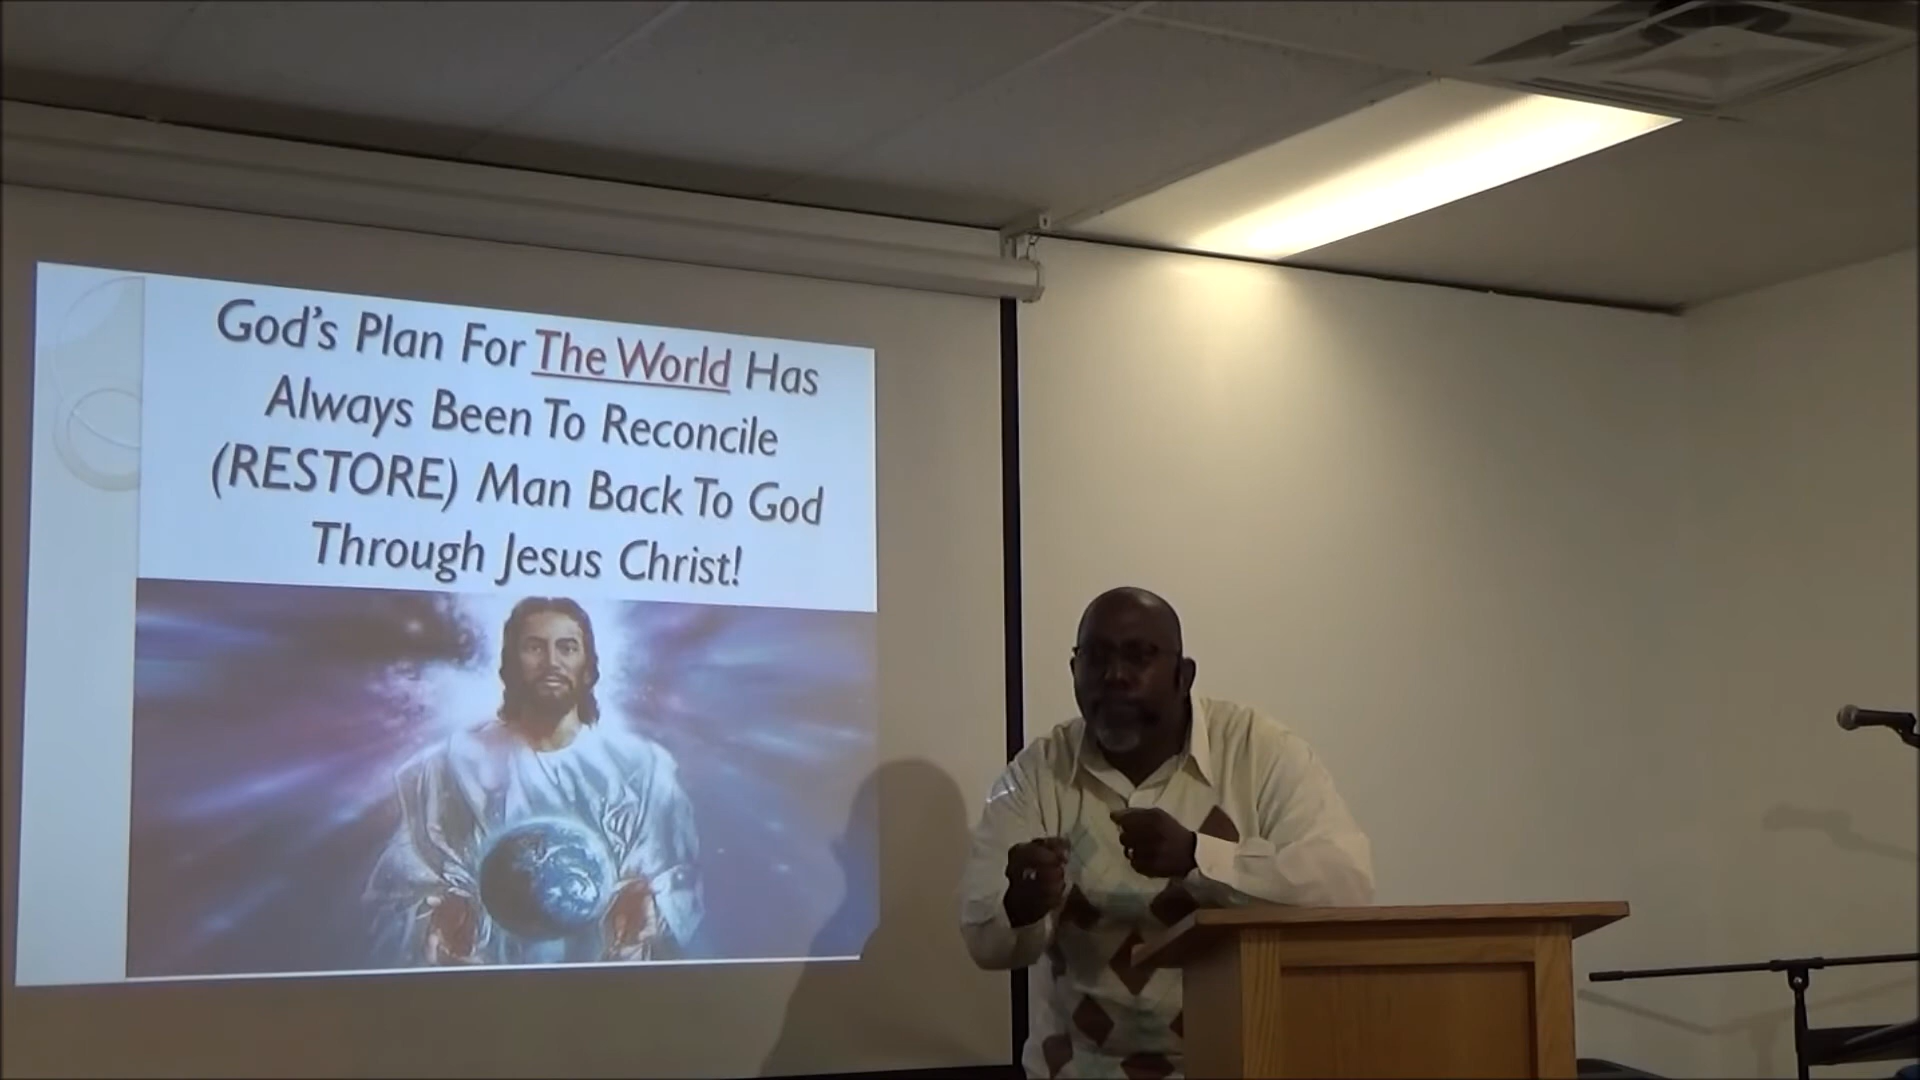 God's Plan For The World Has
Always Been To Reconcile
(RESTORE) Man Back To God
Through Jesus Christ!